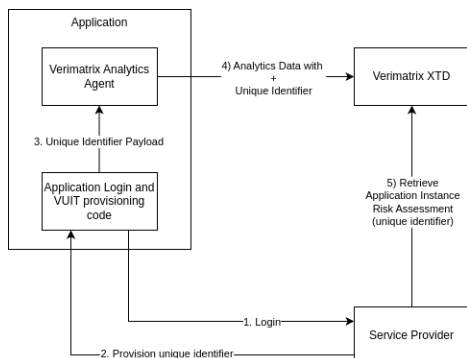 Application
Verimatrix Analytics
Agent
4) Analytics Data with
+
Unique Identifier
Verimatrix XTD
3. Unique Identifier Payload
Application Login and
VUIT provisioning
code
5) Retrieve
Application Instance
Risk Assessment
(unique identifier)
1. Login
Service Provider
2. Provision unique identifier